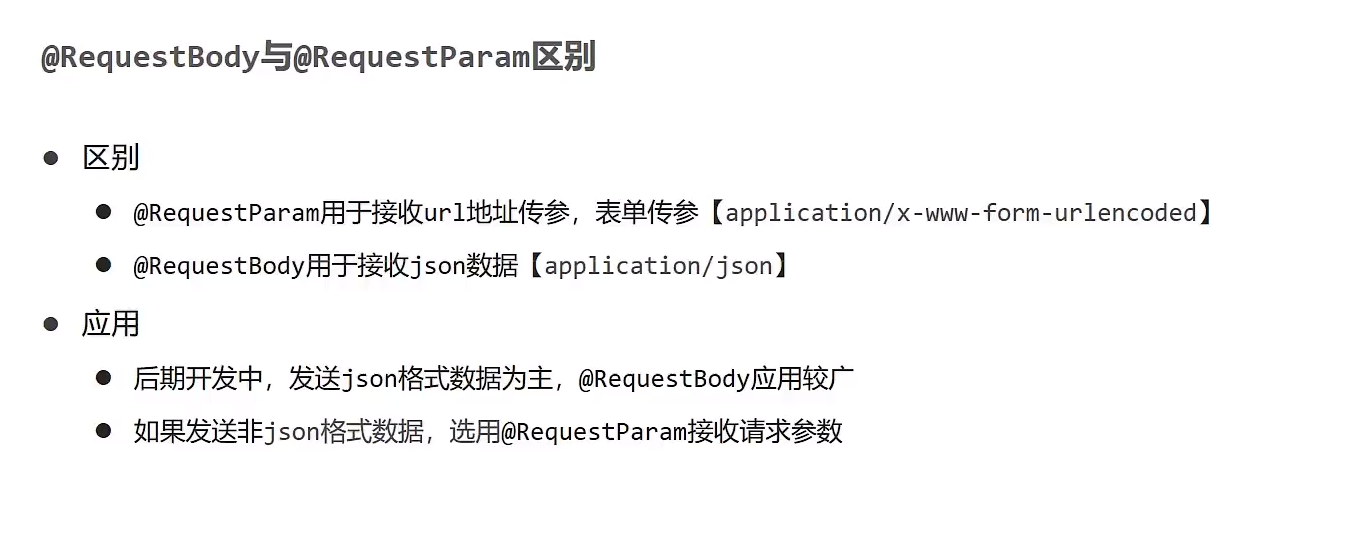 @RequestBody与@RequestParam区别
● 区别
● @RequestParam用于接收url地址传参，表单传参【application/x-www-form-urlencoded】
● @RequestBody用于接收json数据【application/json】
● 应用
● 后期开发中，发送json格式数据为主，@RequestBody应用较广
● 如果发送非json格式数据，选用@RequestParam接收请求参数